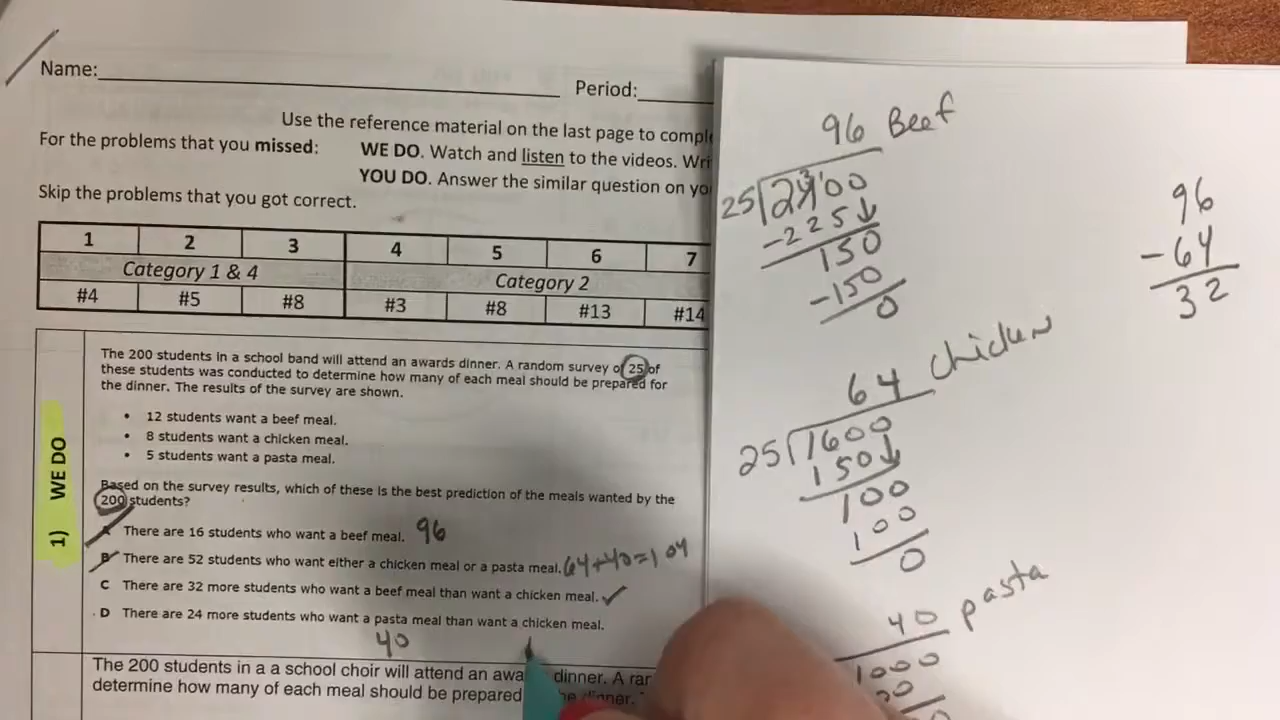 Name: Period:
Use the reference material on the last page to comple
For the problems that you missed: WE DO. Watch and listen to the videos. Wri
YOU DO. Answer the similar question on yo
Skip the problems that you got correct.
1 2 3 4 5 6 7
Category 1 & 4 Category 2
#4 #5 #8 #3 #8 #13 #14
1) WE DO
The 200 students in a school band will attend an awards dinner. A random survey of 25 of
these students was conducted to determine how many of each meal should be prepared for
the dinner. The results of the survey are shown.
• 12 students want a beef meal.
• 8 students want a chicken meal.
• 5 students want a pasta meal.
Based on the survey results, which of these is the best prediction of the meals wanted by the
200 students?
A There are 16 students who want a beef meal. 96
B There are 52 students who want either a chicken meal or a pasta meal. 64+40=104
C There are 32 more students who want a beef meal than want a chicken meal. ✓
D There are 24 more students who want a pasta meal than want a chicken meal.
40
The 200 students in a a school choir will attend an awa dinner. A rar
determine how many of each meal should be prepared he dinner.
96 Beef
25 2400
-225
150
-150
0
96
-64
32
64 chicken
25 1600
150
100
100
0
40 pasta
1000